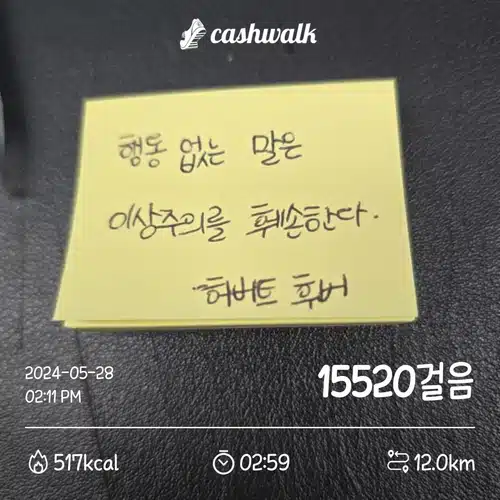 cashwalk
행동 없는 말은
이상주의를 훼손한다.
-허버트 후버
2024-05-28
02:11 PM
15520걸음
517kcal
02:59
12.0km